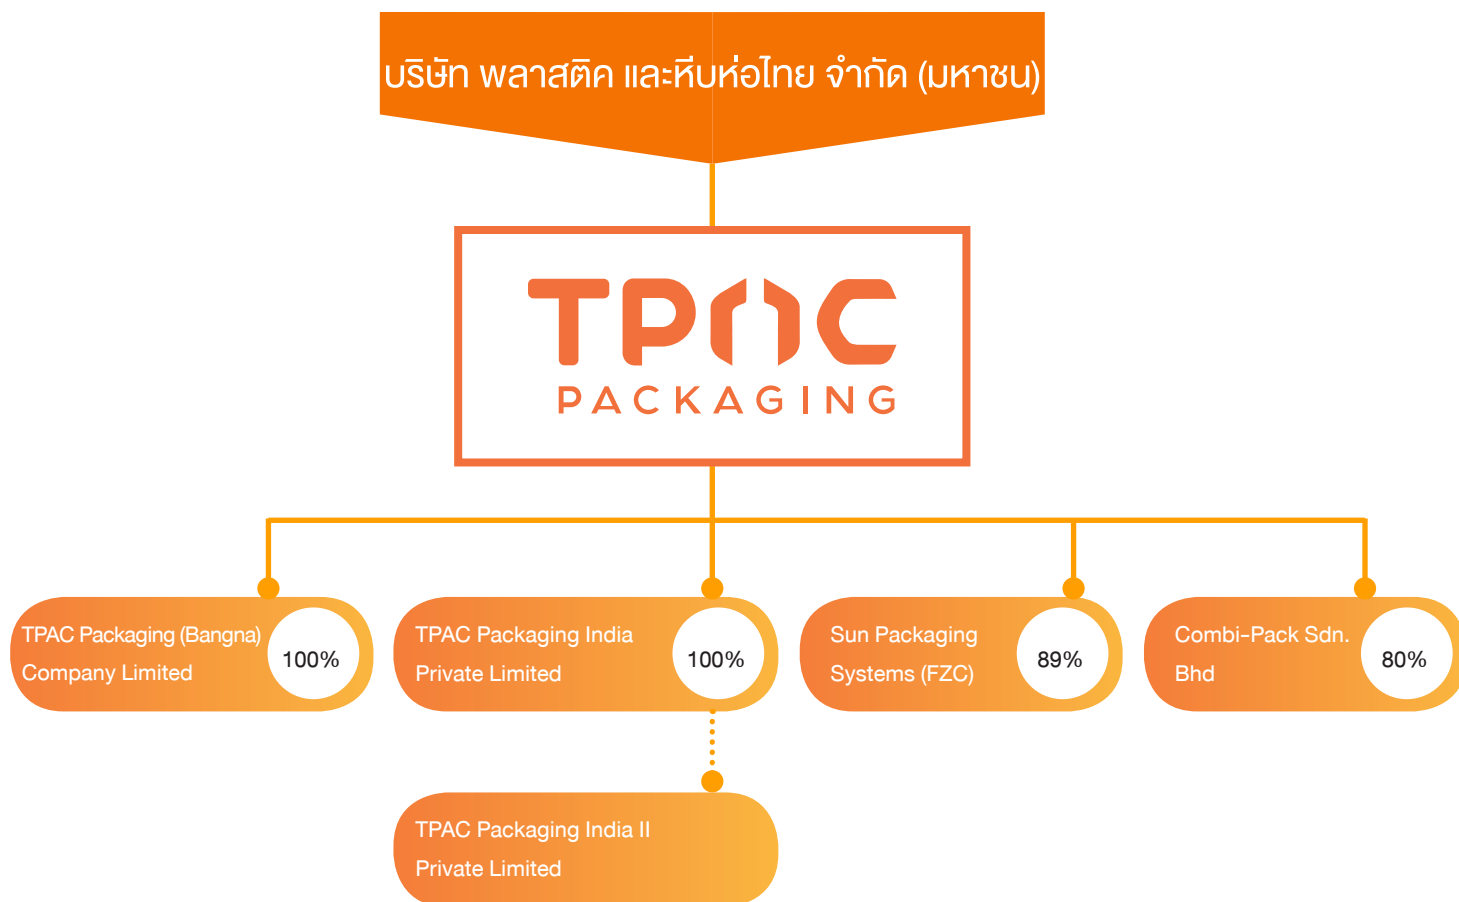 บริษัท พลาสติค และหีบห่อไทย จำกัด (มหาชน)
TPAC
PACKAGING
TPAC Packaging (Bangna)
Company Limited
100%
TPAC Packaging India
Private Limited
100%
Sun Packaging
Systems (FZC)
89%
Combi-Pack Sdn.
Bhd
80%
TPAC Packaging India II
Private Limited